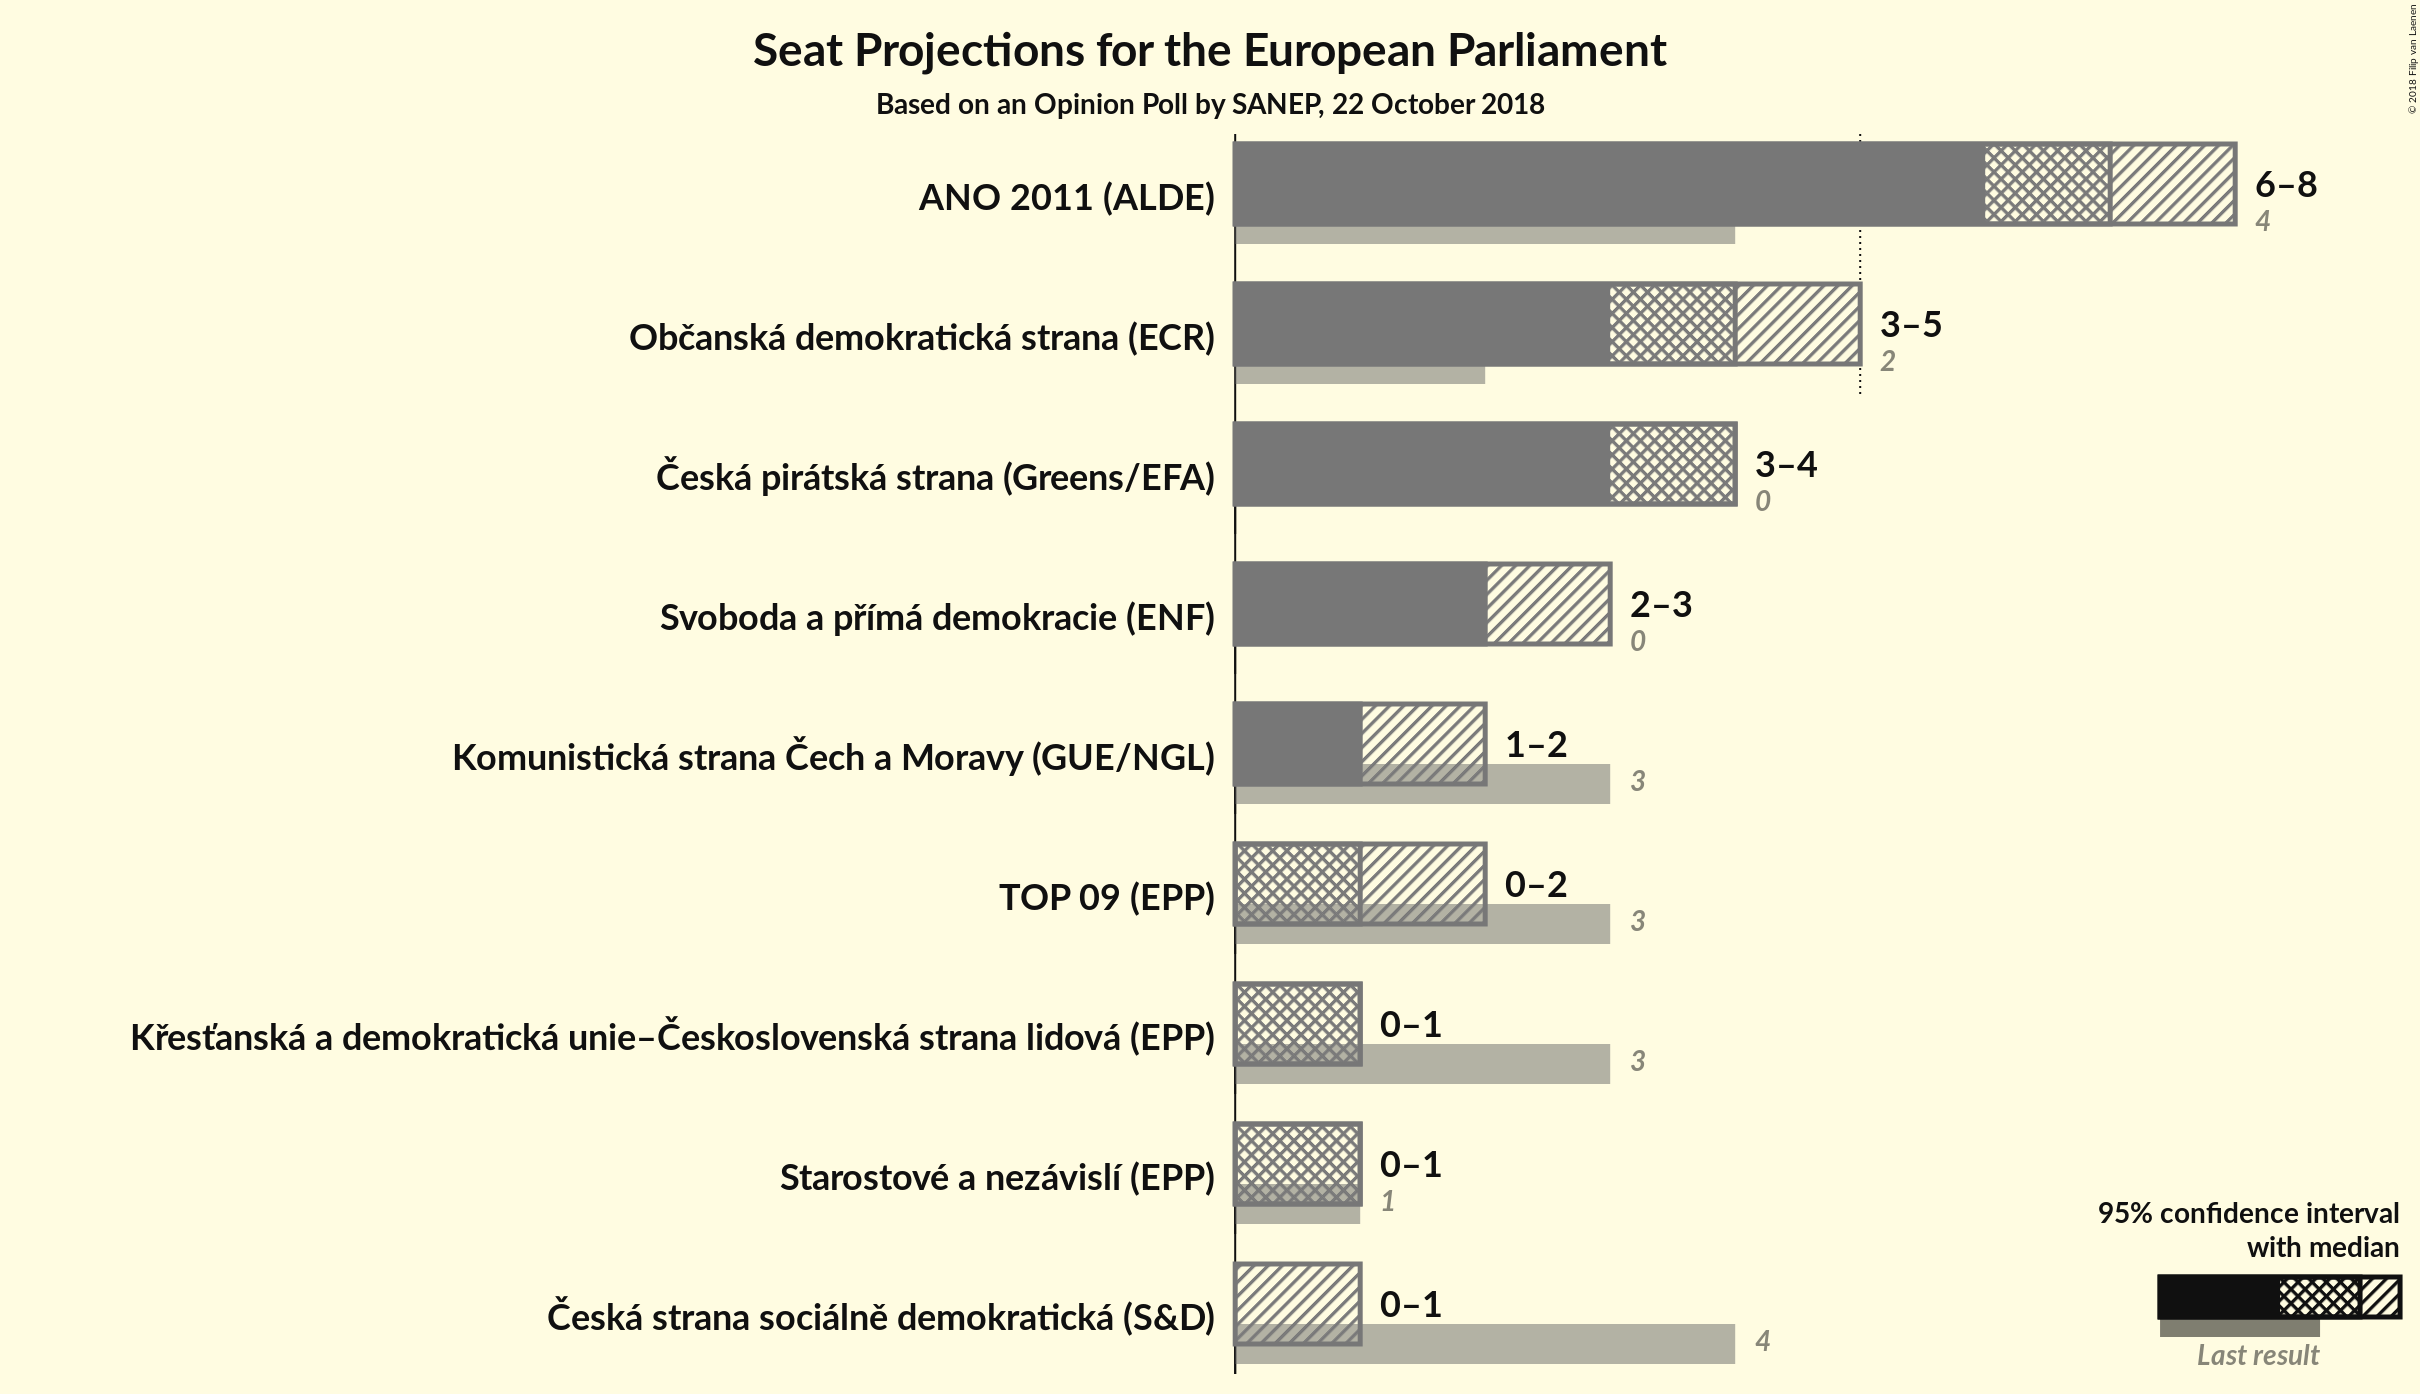 Seat Projections for the European Parliament
Based on an Opinion Poll by SANEP, 22 October 2018
© 2018 Filip van Laenen
ANO 2011 (ALDE)
6–8
4
Občanská demokratická strana (ECR)
3–5
2
Česká pirátská strana (Greens/EFA)
3–4
0
Svoboda a přímá demokracie (ENF)
2–3
0
Komunistická strana Čech a Moravy (GUE/NGL)
1–2
3
TOP 09 (EPP)
0–2
3
Křesťanská a demokratická unie–Československá strana lidová (EPP)
0–1
3
Starostové a nezávislí (EPP)
0–1
1
Česká strana sociálně demokratická (S&D)
0–1
4
95% confidence interval
with median
Last result